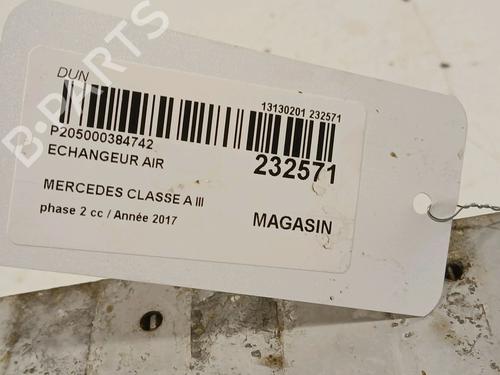 B-PARTS
DUN
13130201 232571
P205000384742
ECHANGEUR AIR
232571
MERCEDES CLASSE A III
phase 2 cc / Année 2017
MAGASIN